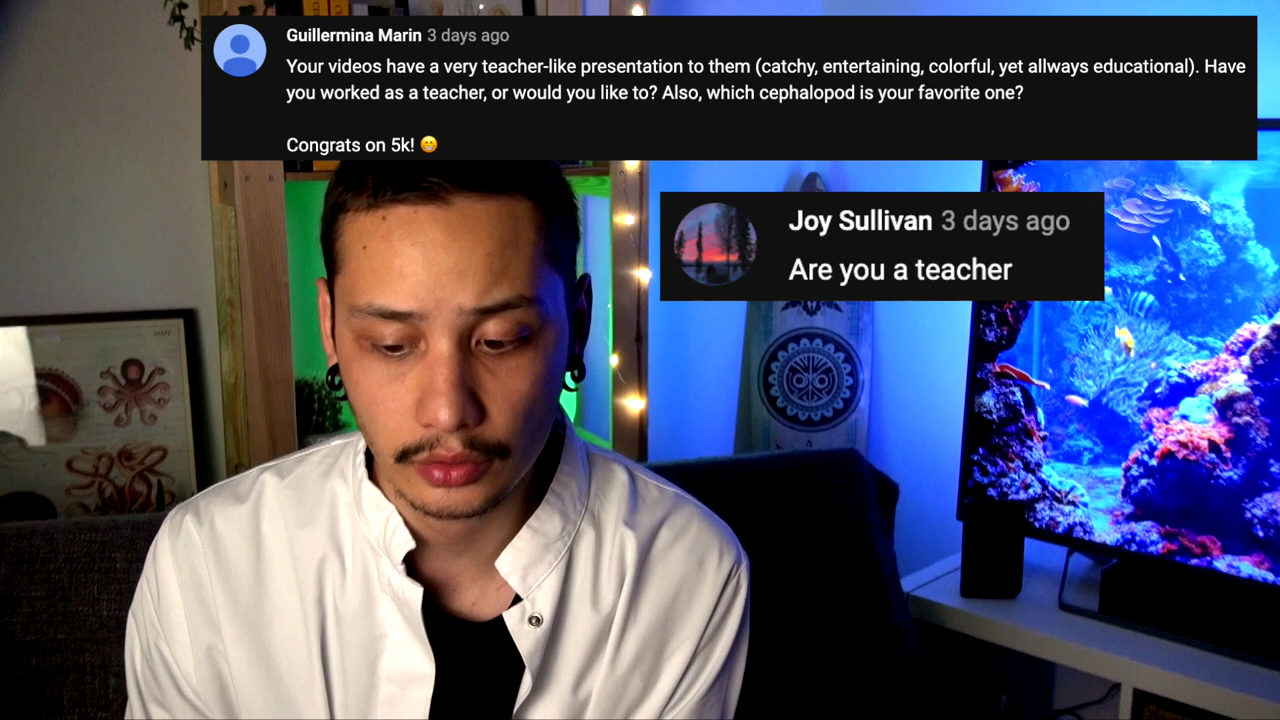 Guillermina Marin 3 days ago
Your videos have a very teacher-like presentation to them (catchy, entertaining, colorful, yet allways educational). Have
you worked as a teacher, or would you like to? Also, which cephalopod is your favorite one?
Congrats on 5k! 😁
Joy Sullivan 3 days ago
Are you a teacher